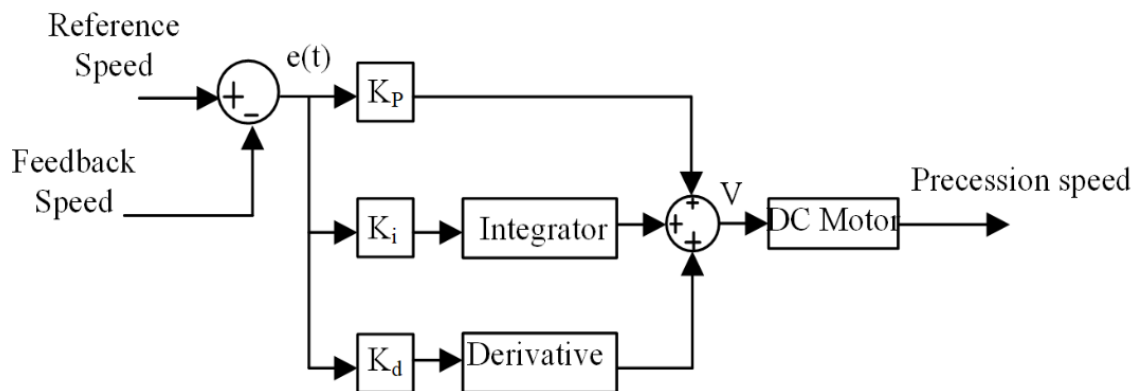 Reference
Speed
e(t)
+
-
K_P
Feedback
Speed
K_i
Integrator
+
+
+
V
DC Motor
Precession speed
K_d
Derivative